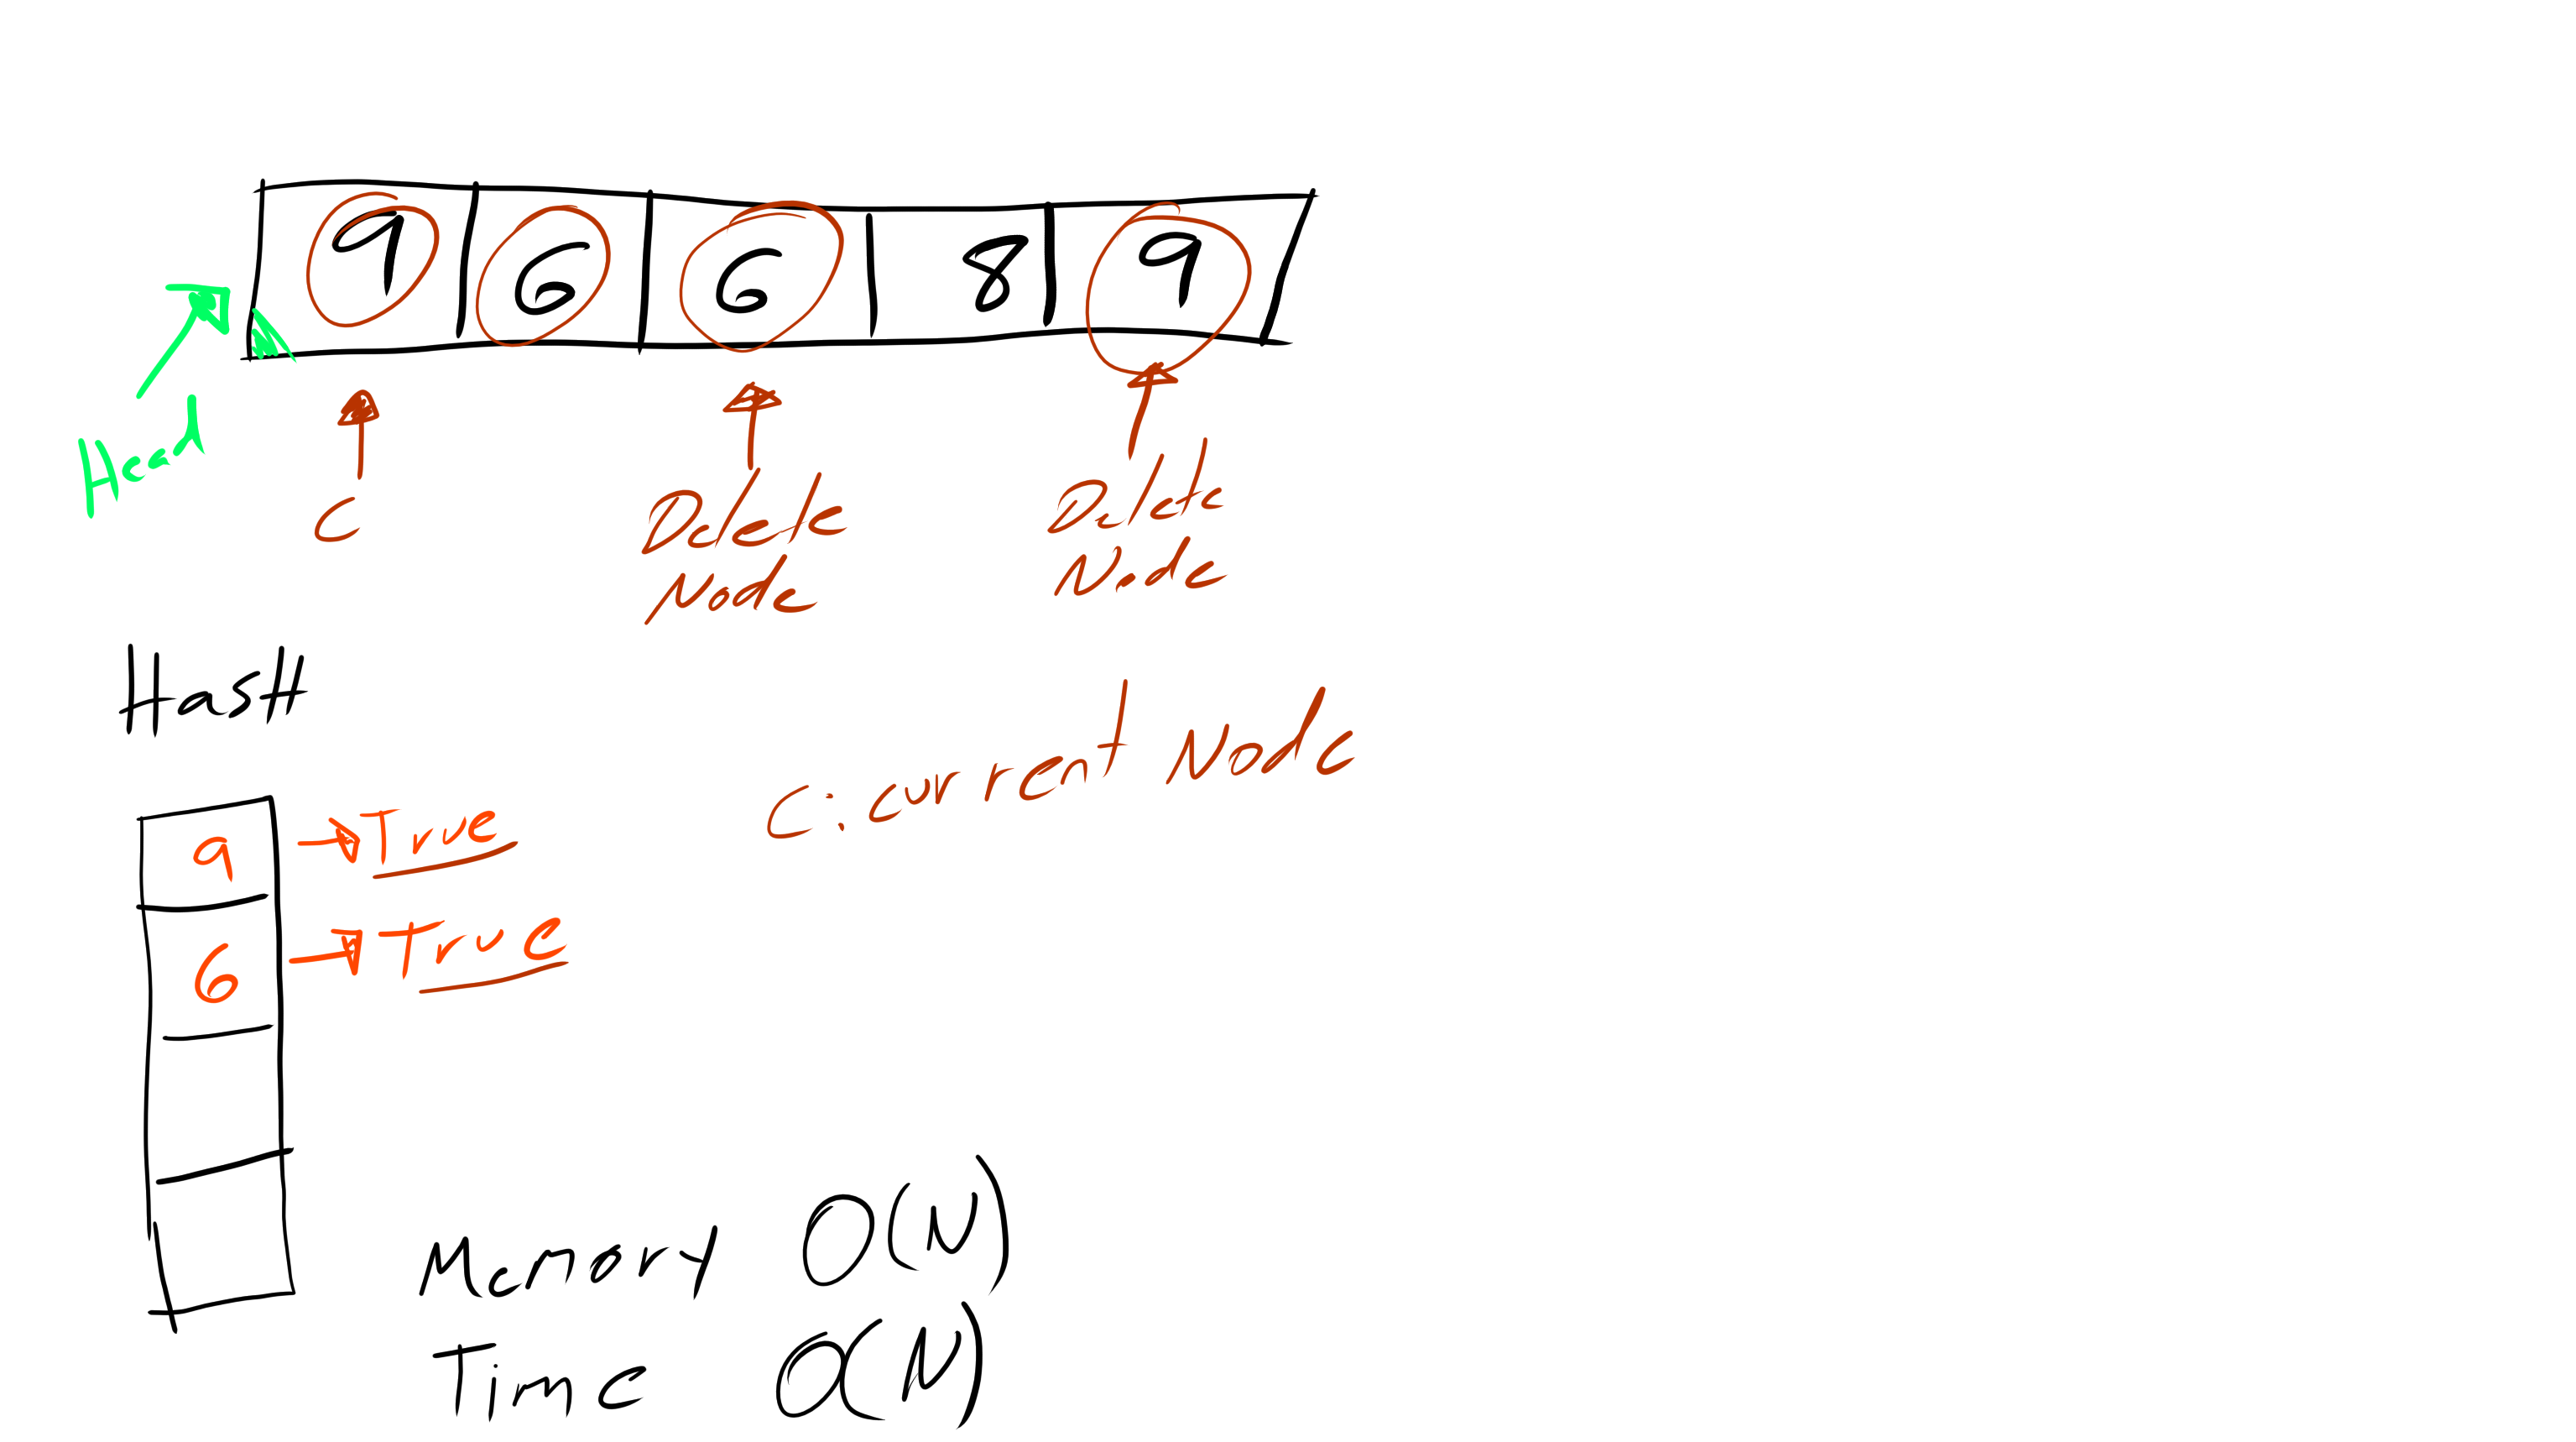 9 6 6 8 9
Head
C
Delete
Node
Delete
Node
Hash
C: current Node
9 → True
6 → True
Memory O(N)
Time O(N)